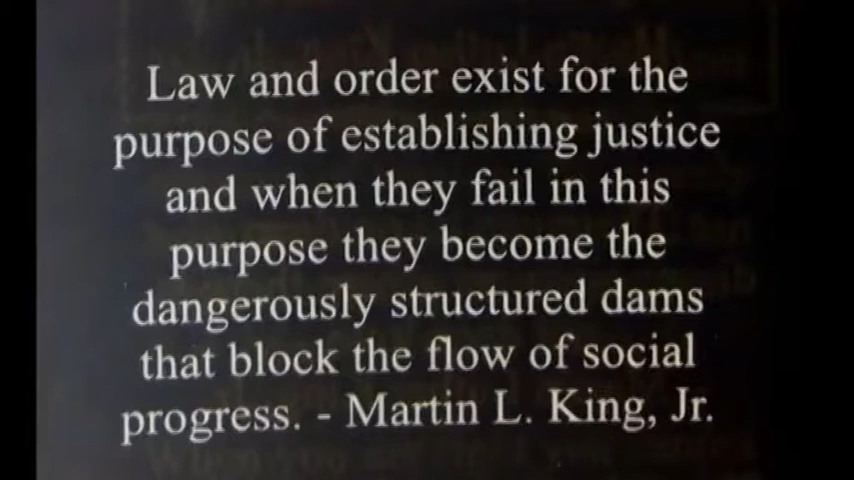 Law and order exist for the
purpose of establishing justice
and when they fail in this
purpose they become the
dangerously structured dams
that block the flow of social
progress. - Martin L. King, Jr.